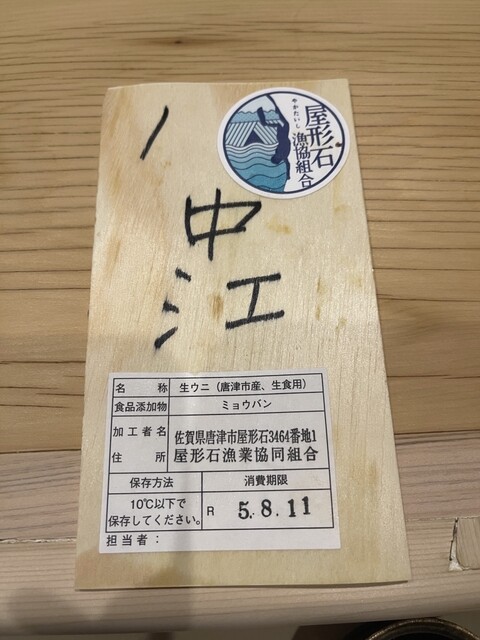 屋形石
やかたいし
漁協組合
ノ
中
江
名 称 生ウニ（唐津市産、生食用）
食品添加物 ミョウバン
加工者名
住 所
佐賀県唐津市屋形石3464番地1
屋形石漁業協同組合
保存方法 消費期限
10℃以下で
保存してください。
R 5.8.11
担当者：